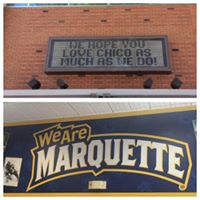 WE HOPE YOU
LOVE CHICO AS
MUCH AS WE DO!
We Are
MARQUETTE